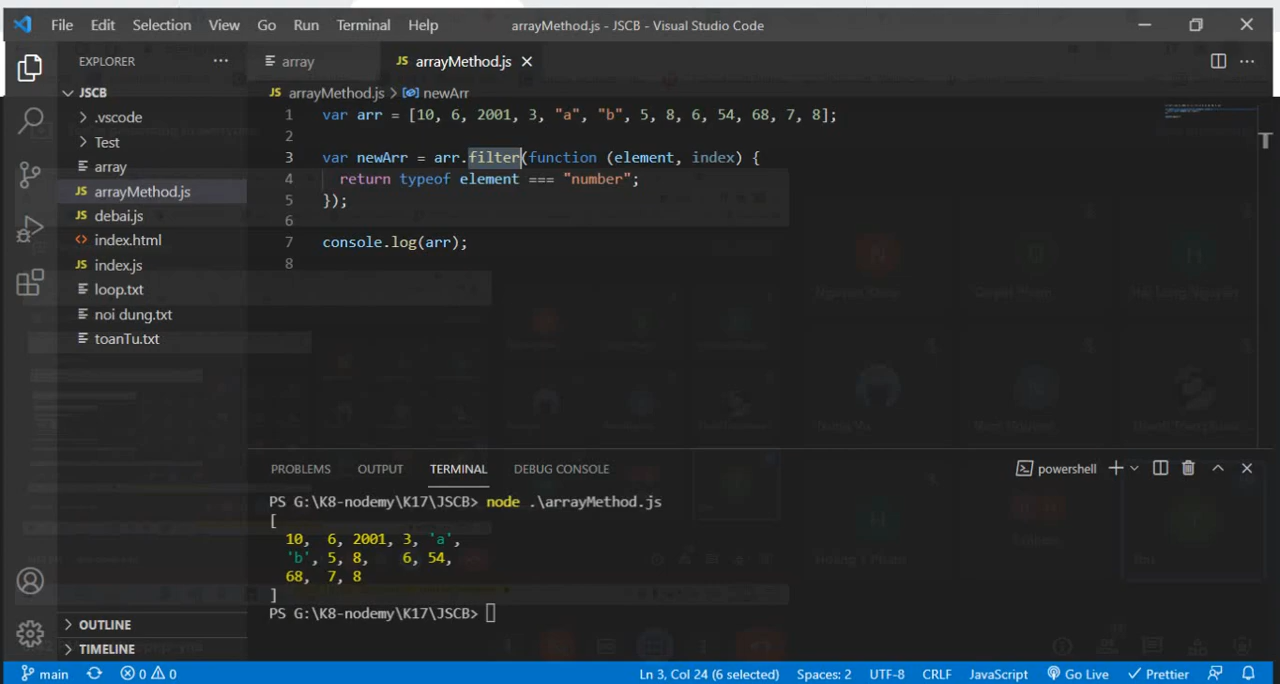 File Edit Selection View Go Run Terminal Help arrayMethod.js - JSCB - Visual Studio Code
EXPLORER ··· array JS arrayMethod.js
JSCB JS arrayMethod.js > newArr
.vscode
Test
array
JS arrayMethod.js
JS debai.js
index.html
JS index.js
loop.txt
noi dung.txt
toanTu.txt
OUTLINE
TIMELINE
1 var arr = [10, 6, 2001, 3, "a", "b", 5, 8, 6, 54, 68, 7, 8];
2
3 var newArr = arr.filter(function (element, index) {
4 return typeof element === "number";
5 });
6
7 console.log(arr);
8
PROBLEMS OUTPUT TERMINAL DEBUG CONSOLE powershell
PS G:\K8-nodemy\K17\JSCB> node .\arrayMethod.js
[
10, 6, 2001, 3, 'a',
'b', 5, 8, 6, 54,
68, 7, 8
]
PS G:\K8-nodemy\K17\JSCB>
main 0 0 Ln 3, Col 24 (6 selected) Spaces: 2 UTF-8 CRLF JavaScript Go Live Prettier